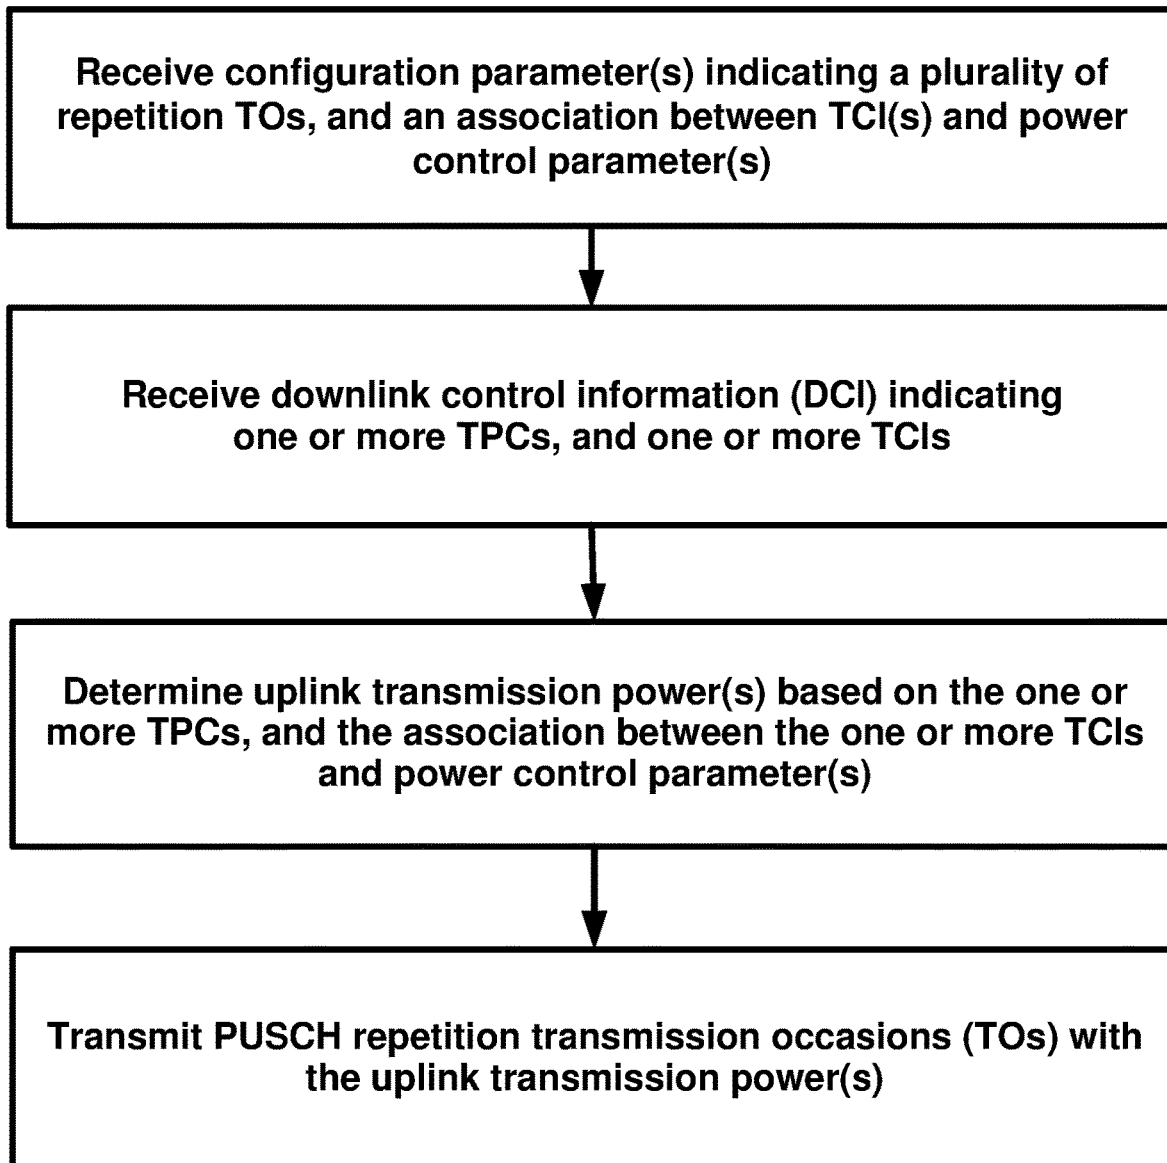 Receive configuration parameter(s) indicating a plurality of
repetition TOs, and an association between TCI(s) and power
control parameter(s)
Receive downlink control information (DCI) indicating
one or more TPCs, and one or more TCIs
Determine uplink transmission power(s) based on the one or
more TPCs, and the association between the one or more TCIs
and power control parameter(s)
Transmit PUSCH repetition transmission occasions (TOs) with
the uplink transmission power(s)